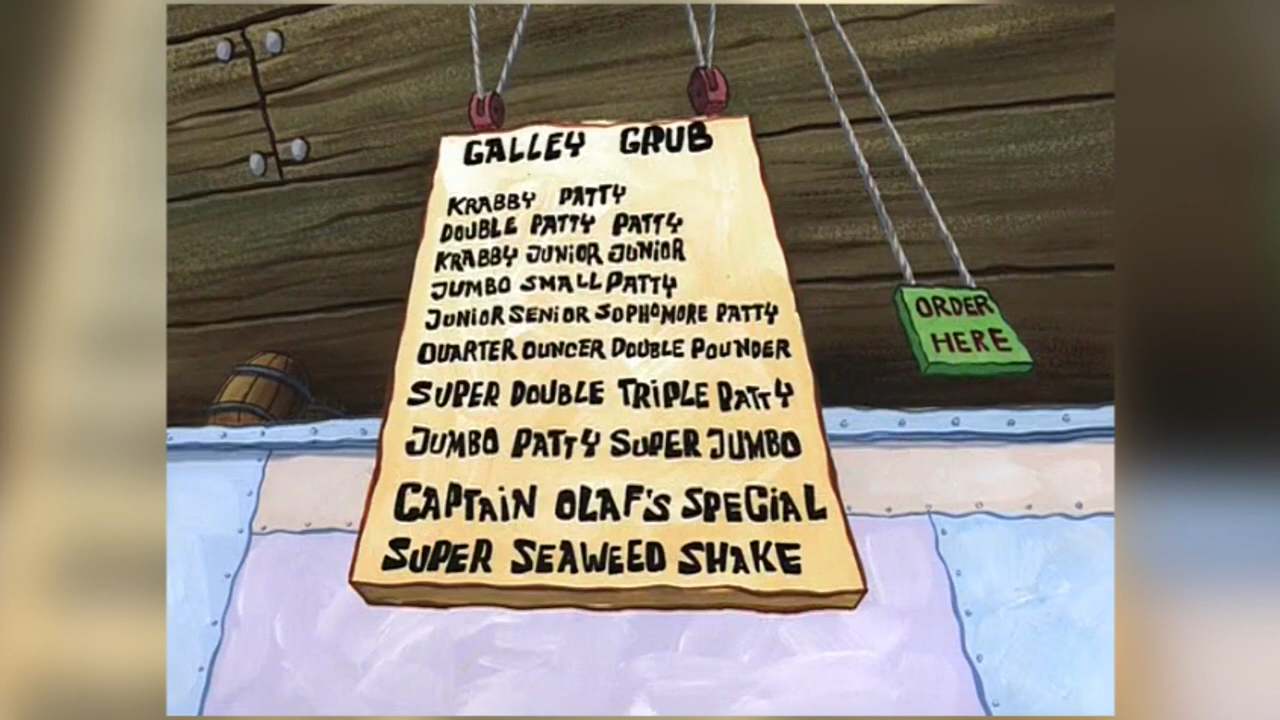 GALLEY GRUB
KRABBY PATTY
DOUBLE PATTY PATTY
KRABBY JUNiOR JUNiOR
JUMBO SMALL PATTY
JUNiOR SENiOR SOPHOMORE PATTY
QUARTER OUNCER DOUBLE POUNDER
SUPER DOUBLE TRiPLE PATTY
JUMBO PATTY SUPER JUMBO
CAPTAiN OLAF'S SPECiAL
SUPER SEAWEED SHAKE
ORDER
HERE